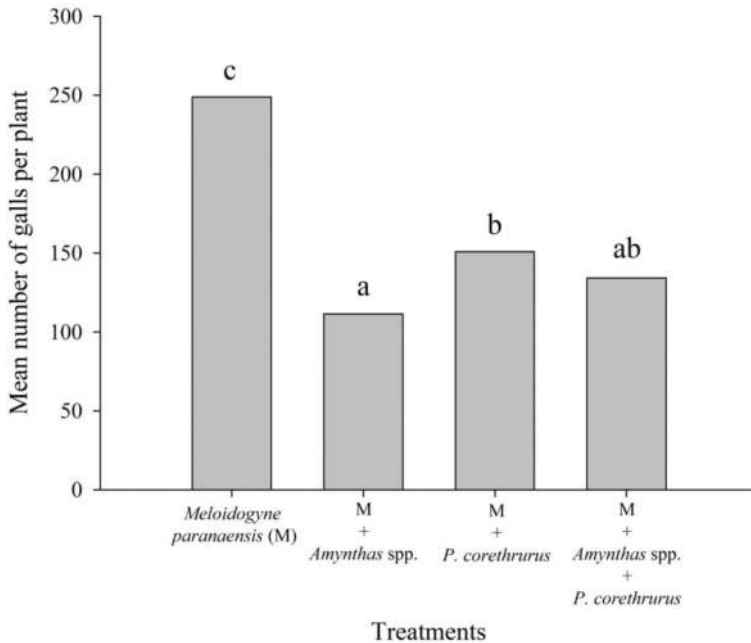 Mean number of galls per plant
300
250
200
150
100
50
0
c
a
b
ab
Meloidogyne
paranaensis (M)
M
+
Amynthas spp.
M
+
P. corethrurus
M
+
Amynthas spp.
+
P. corethrurus
Treatments